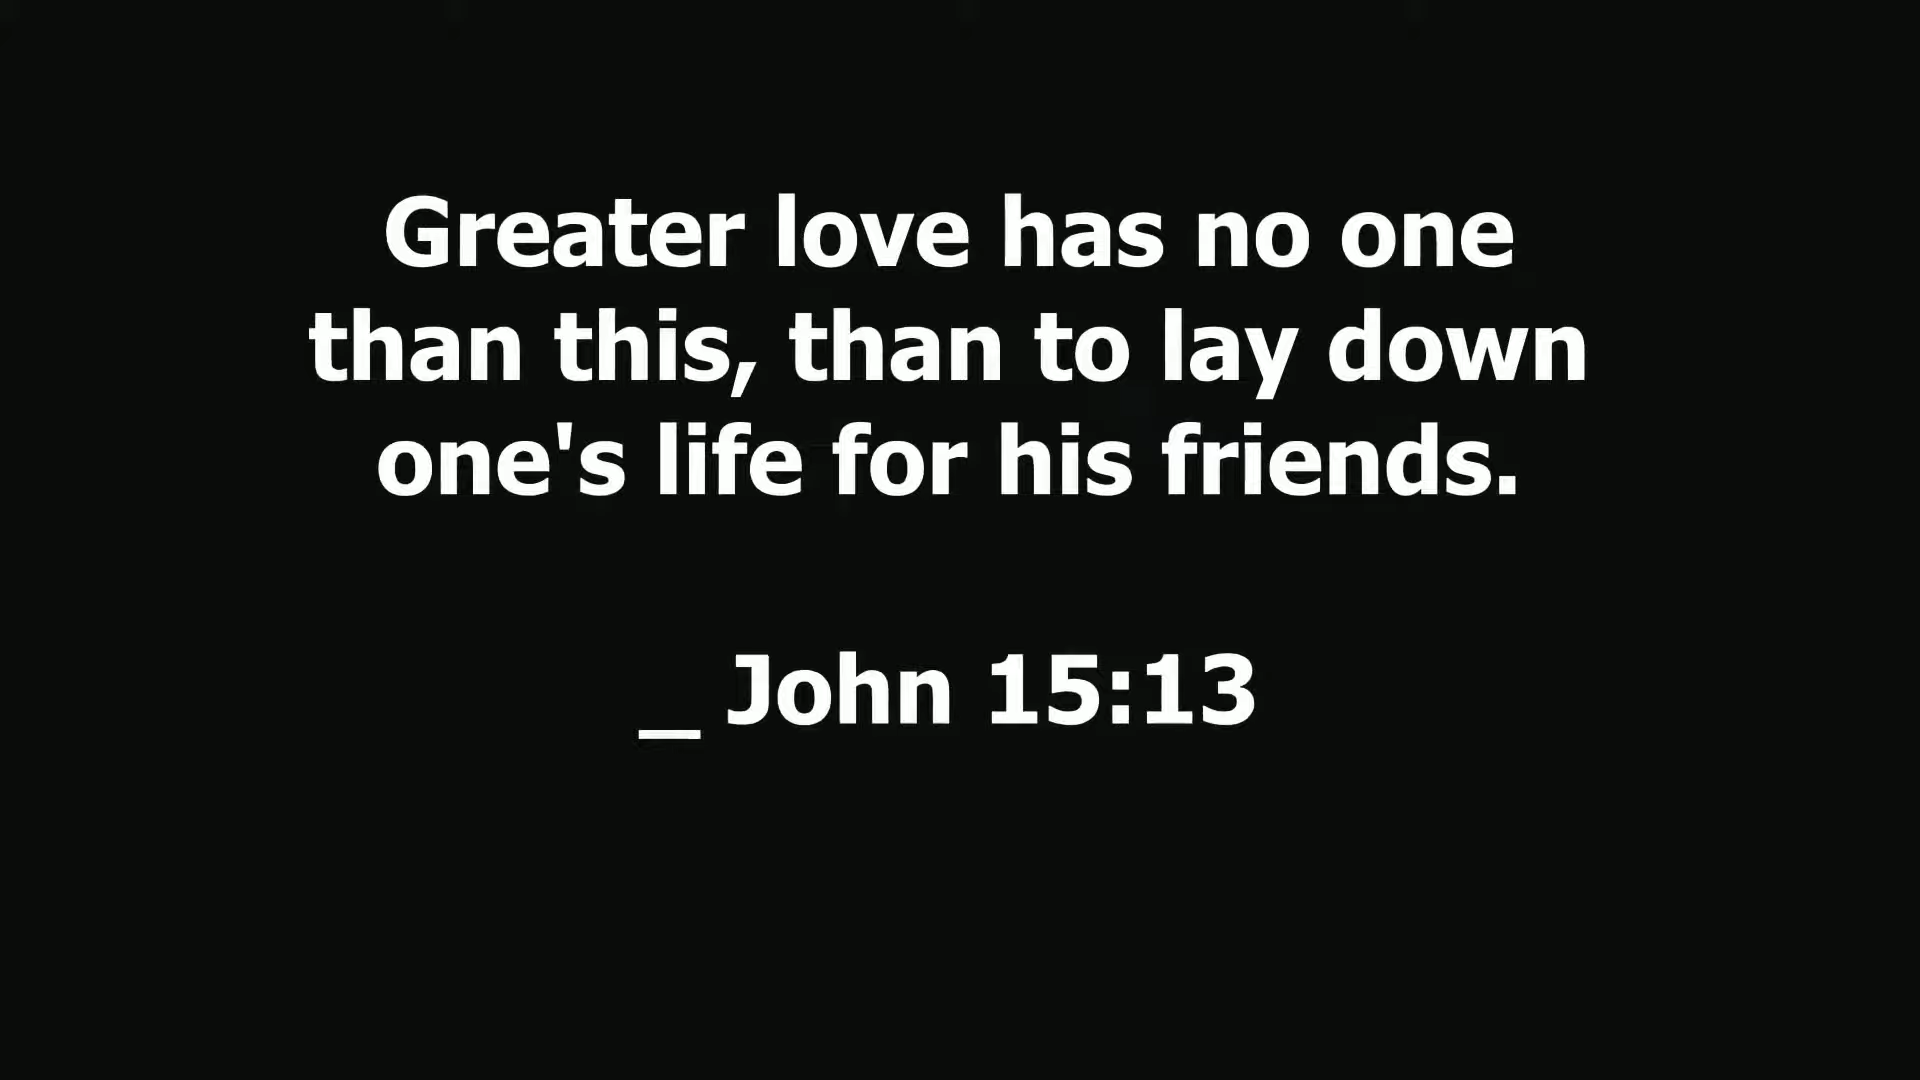 Greater love has no one
than this, than to lay down
one's life for his friends.
_ John 15:13